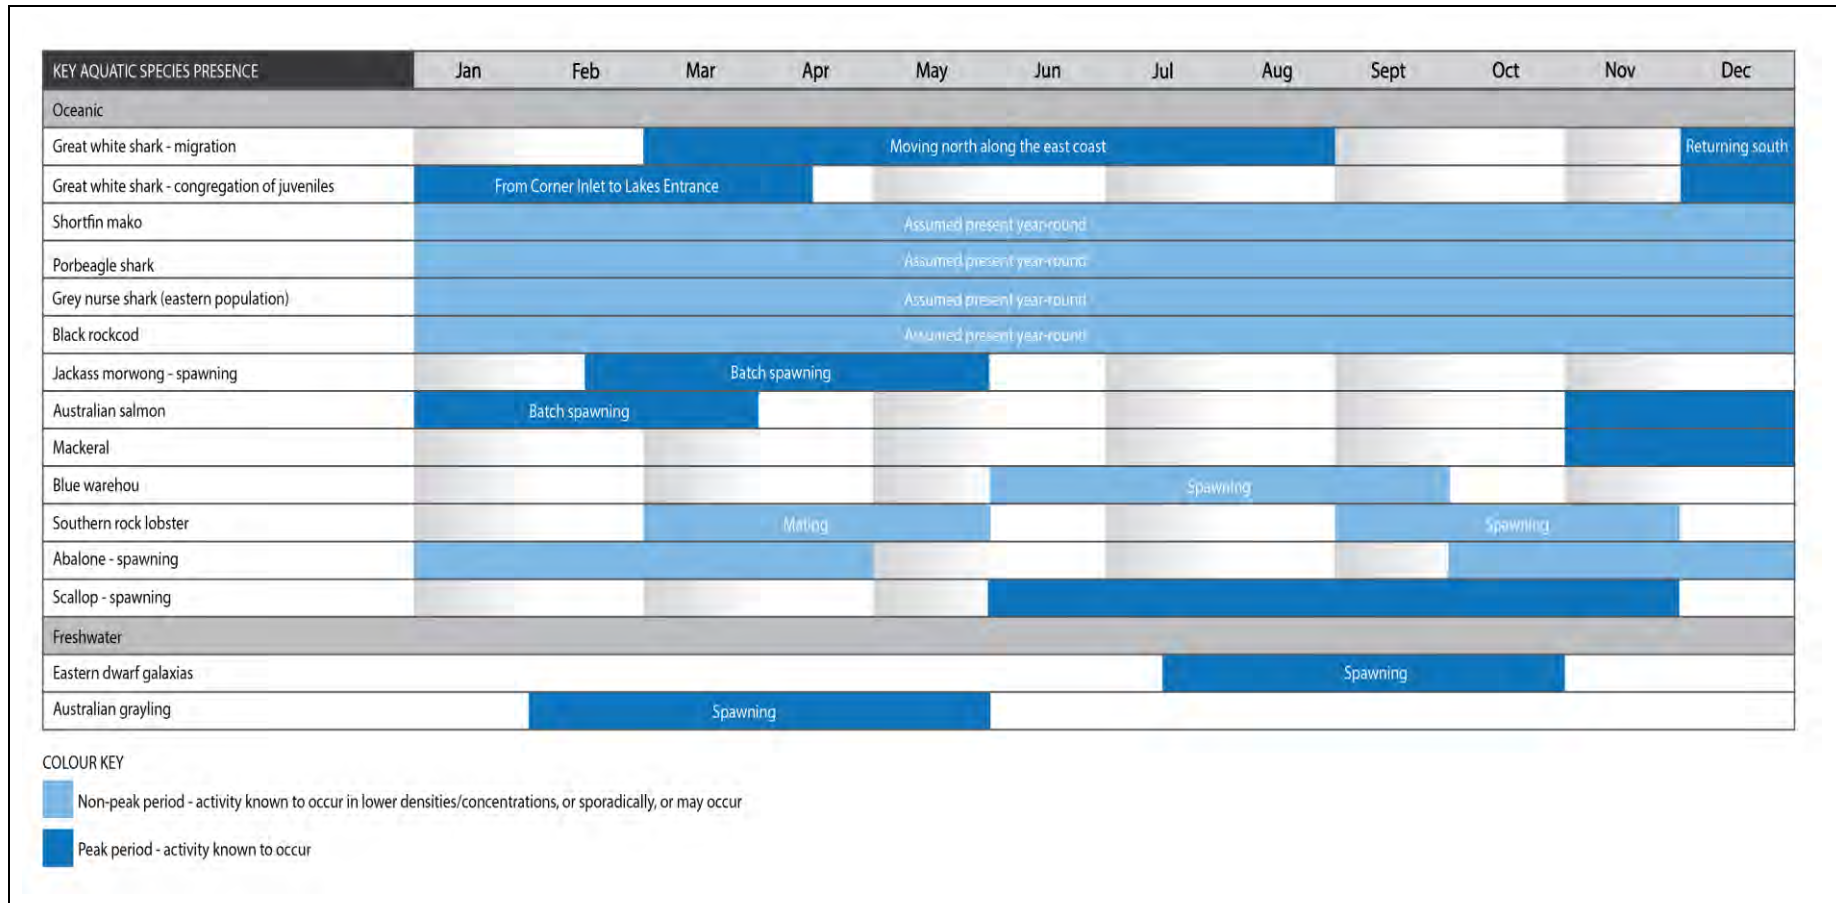 KEY AQUATIC SPECIES PRESENCE Jan Feb Mar Apr May Jun Jul Aug Sept Oct Nov Dec
Oceanic
Great white shark - migration Moving north along the east coast Returning south
Great white shark - congregation of juveniles From Corner Inlet to Lakes Entrance
Shortfin mako Assumed present year-round
Porbeagle shark Assumed present year-round
Grey nurse shark (eastern population) Assumed present year-round
Black rockcod Assumed present year-round
Jackass morwong - spawning Batch spawning
Australian salmon Batch spawning
Mackeral
Blue warehou Spawning
Southern rock lobster Mating Spawning
Abalone - spawning
Scallop - spawning
Freshwater
Eastern dwarf galaxias Spawning
Australian grayling Spawning
COLOUR KEY
Non-peak period - activity known to occur in lower densities/concentrations, or sporadically, or may occur
Peak period - activity known to occur